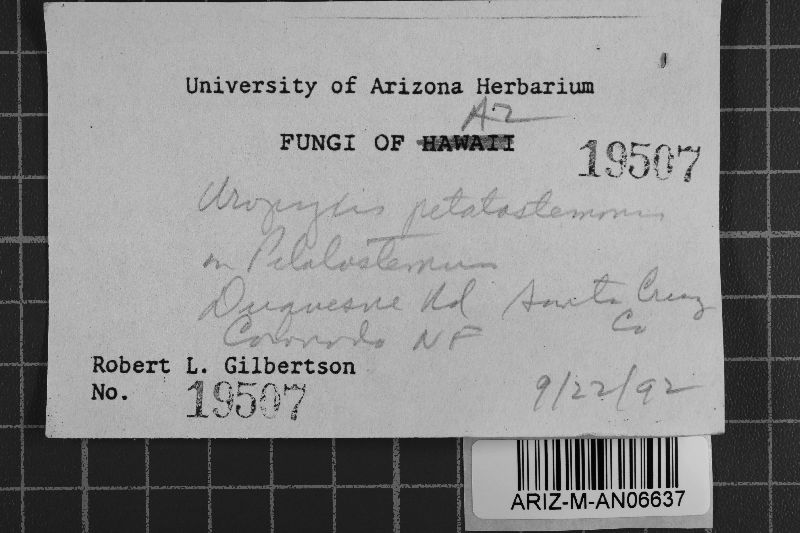 University of Arizona Herbarium
AZ
FUNGI OF HAWAII
19507
Uropyxis petalostemonis
on Petalostemum
Duquesne Rd Santa Cruz Co
Coronado NF
Robert L. Gilbertson
No. 19507
9/22/92
ARIZ-M-AN06637